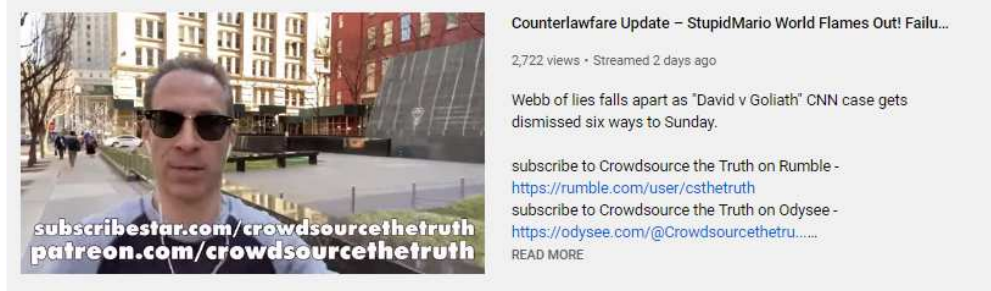 subscribestar.com/crowdsourcethetruth
patreon.com/crowdsourcethetruth
Counterlawfare Update – StupidMario World Flames Out! Failu...
2,722 views • Streamed 2 days ago
Webb of lies falls apart as "David v Goliath" CNN case gets
dismissed six ways to Sunday.
subscribe to Crowdsource the Truth on Rumble -
https://rumble.com/user/csthetruth
subscribe to Crowdsource the Truth on Odysee -
https://odysee.com/@Crowdsourcethetru......
READ MORE